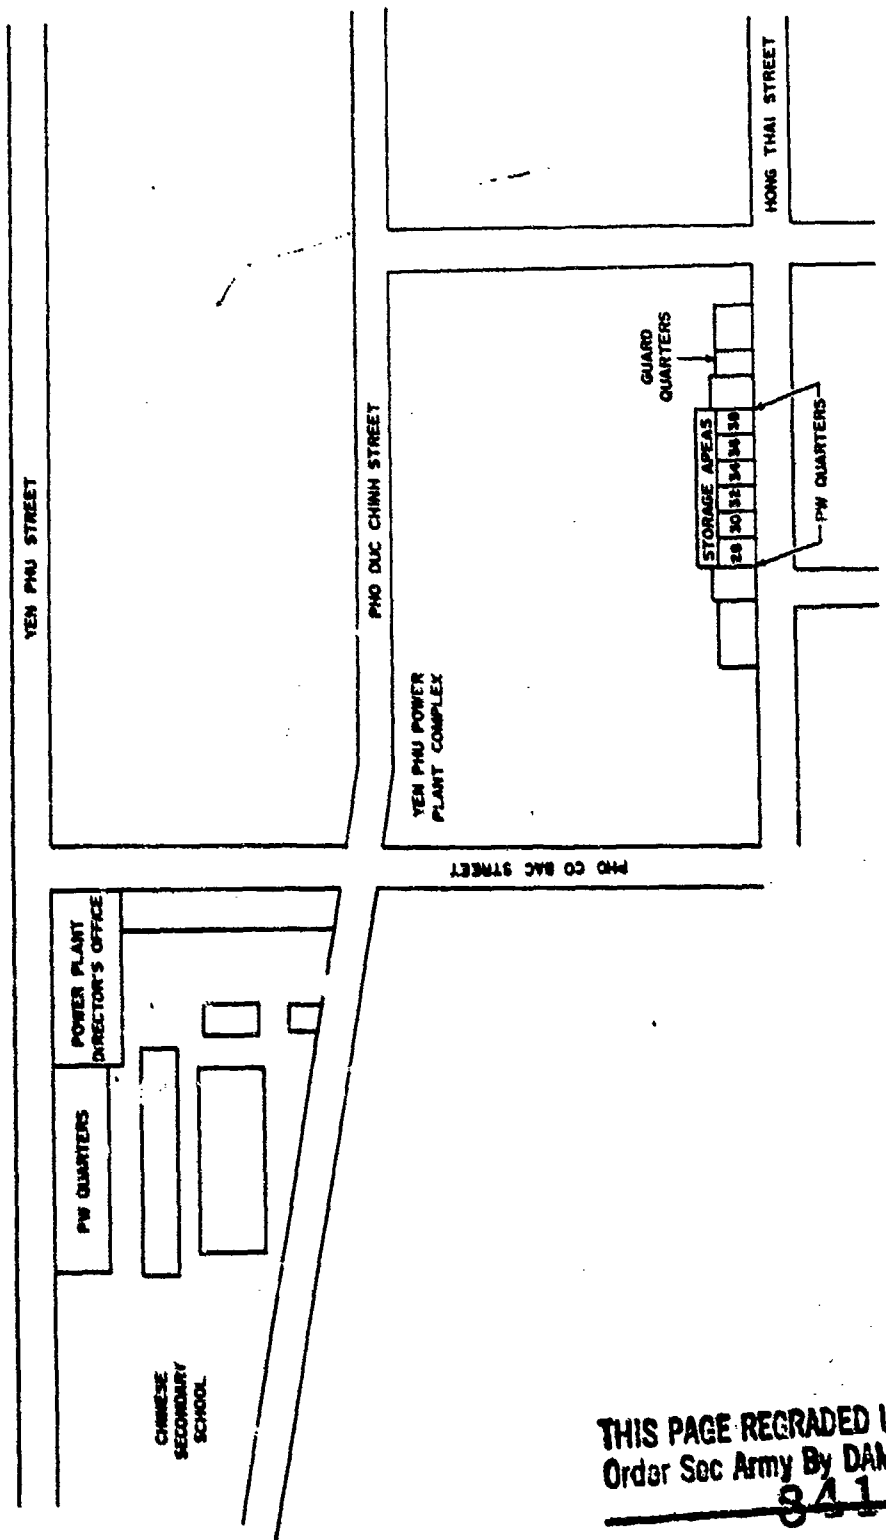 YEN PHU STREET
PHO DUC CHINH STREET
HONG THAI STREET
GUARD
QUARTERS
STORAGE APEAS
28 30 32 34 36 38
PW QUARTERS
YEN PHU POWER
PLANT COMPLEX
PHO CO BAC STREET
POWER PLANT
DIRECTOR'S OFFICE
PW QUARTERS
CHINESE
SECONDARY
SCHOOL
THIS PAGE REGRADED
Order Sec Army By
841